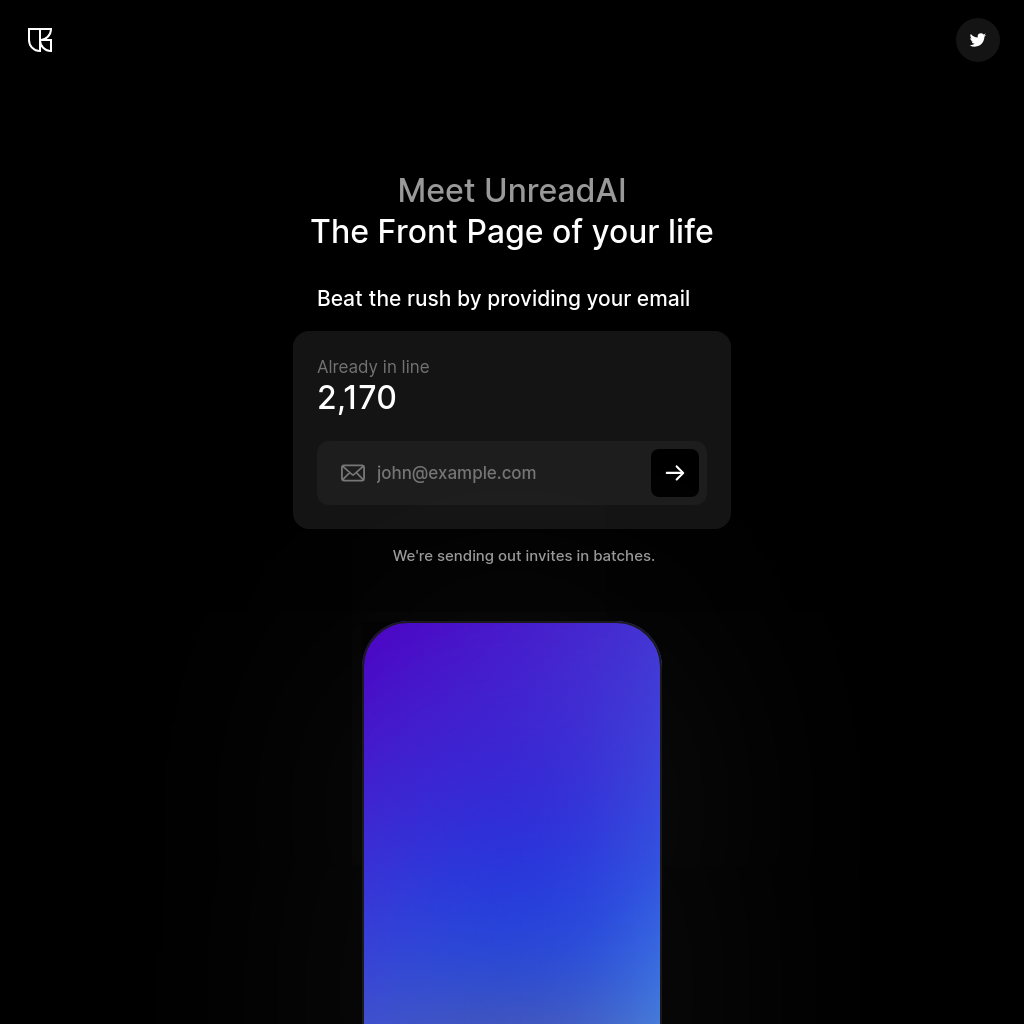 Meet UnreadAI
The Front Page of your life
Beat the rush by providing your email
Already in line
2,170
john@example.com
We're sending out invites in batches.